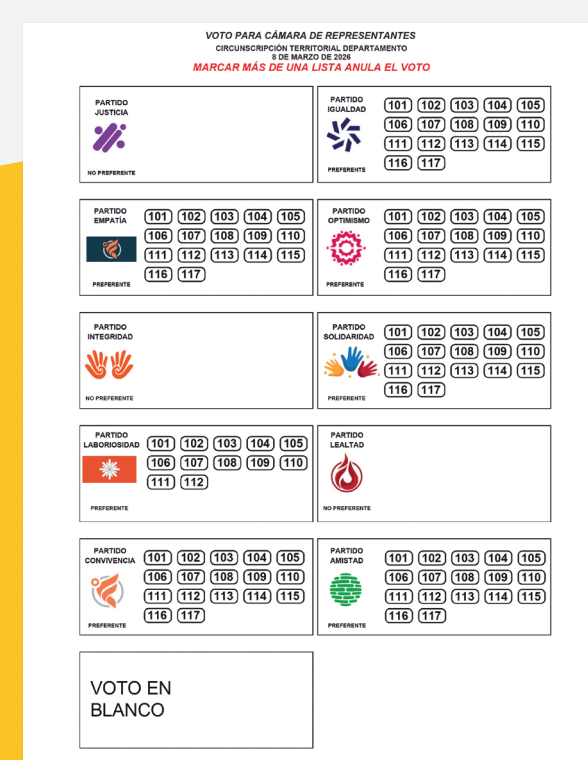 VOTO PARA CÁMARA DE REPRESENTANTES
CIRCUNSCRIPCIÓN TERRITORIAL DEPARTAMENTO
8 DE MARZO DE 2026
MARCAR MÁS DE UNA LISTA ANULA EL VOTO
PARTIDO
JUSTICIA
NO PREFERENTE
PARTIDO
IGUALDAD
101 102 103 104 105
106 107 108 109 110
111 112 113 114 115
116 117
PREFERENTE
PARTIDO
EMPATÍA
101 102 103 104 105
106 107 108 109 110
111 112 113 114 115
116 117
PREFERENTE
PARTIDO
OPTIMISMO
101 102 103 104 105
106 107 108 109 110
111 112 113 114 115
116 117
PREFERENTE
PARTIDO
INTEGRIDAD
NO PREFERENTE
PARTIDO
SOLIDARIDAD
101 102 103 104 105
106 107 108 109 110
111 112 113 114 115
116 117
PREFERENTE
PARTIDO
LABORIOSIDAD
101 102 103 104 105
106 107 108 109 110
111 112
PREFERENTE
PARTIDO
LEALTAD
NO PREFERENTE
PARTIDO
CONVIVENCIA
101 102 103 104 105
106 107 108 109 110
111 112 113 114 115
116 117
PREFERENTE
PARTIDO
AMISTAD
101 102 103 104 105
106 107 108 109 110
111 112 113 114 115
116 117
PREFERENTE
VOTO EN
BLANCO